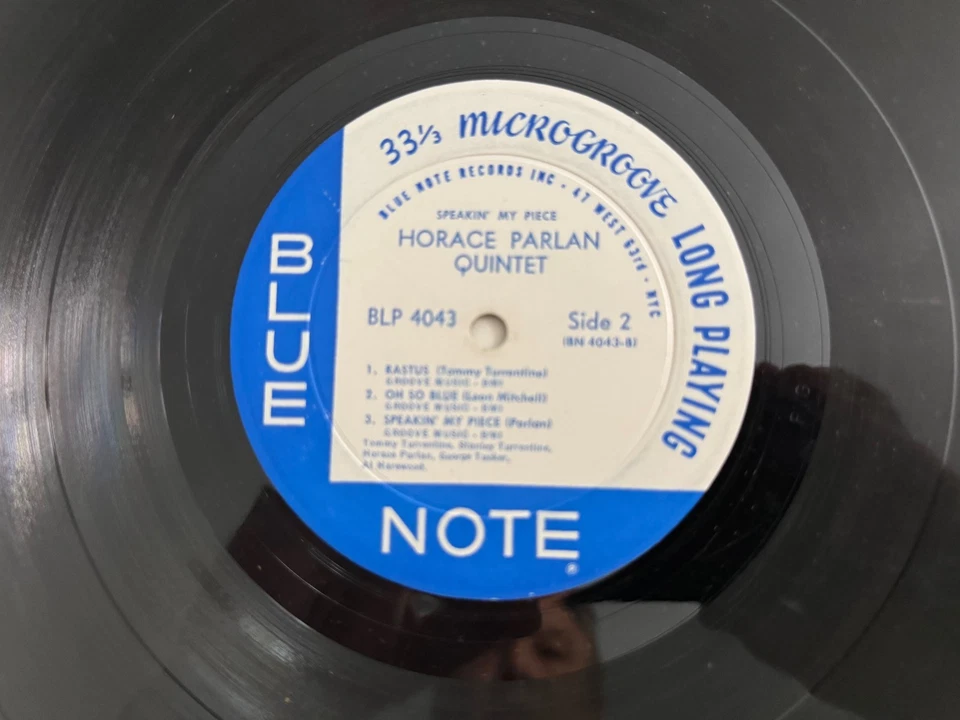 33⅓ MICROGROOVE LONG PLAYING
BLUE NOTE RECORDS INC • 47 WEST 63rd • NYC
SPEAKIN' MY PIECE
HORACE PARLAN
QUINTET
BLP 4043
Side 2
(BN 4043-B)
1. RASTUS (Tommy Turrentine)
GROOVE MUSIC - BMI
2. OH SO BLUE (Leon Mitchell)
GROOVE MUSIC - BMI
3. SPEAKIN' MY PIECE (Parlan)
GROOVE MUSIC - BMI
Tommy Turrentine, Stanley Turrentine,
Horace Parlan, George Tucker,
Al Harewood.
BLUE
NOTE
®